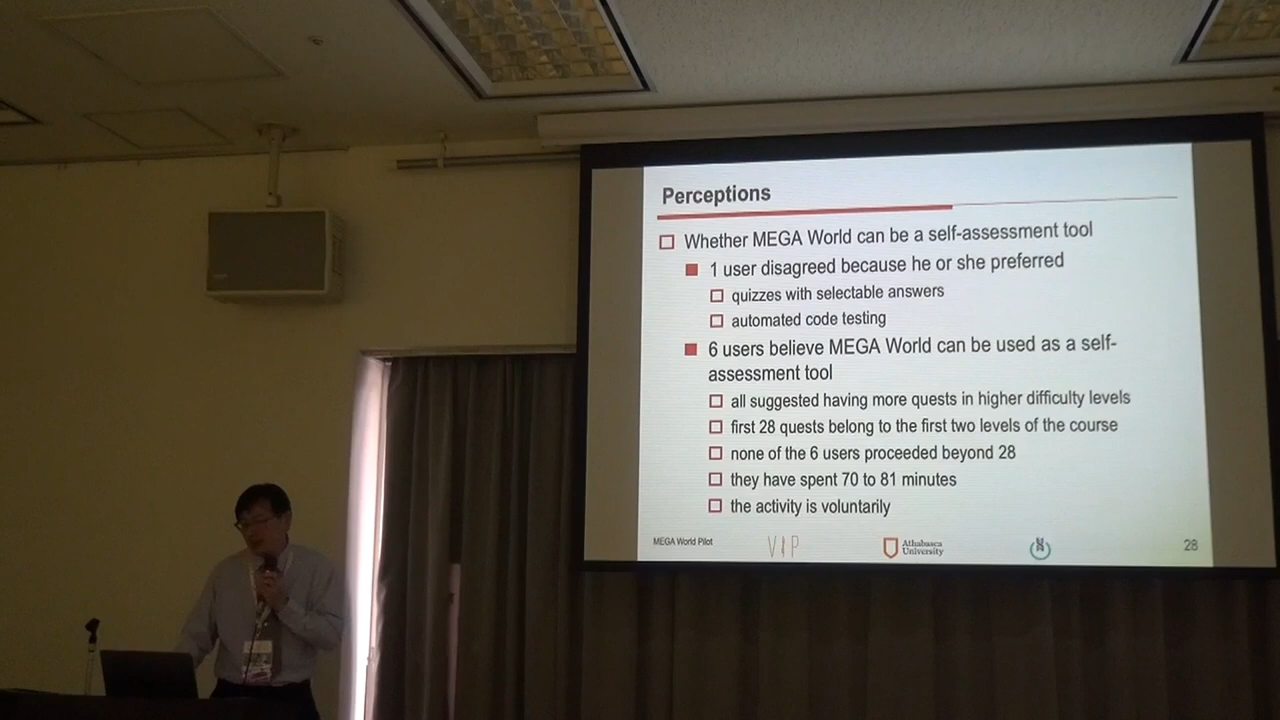 Perceptions
Whether MEGA World can be a self-assessment tool
1 user disagreed because he or she preferred
quizzes with selectable answers
automated code testing
6 users believe MEGA World can be used as a self-
assessment tool
all suggested having more quests in higher difficulty levels
first 28 quests belong to the first two levels of the course
none of the 6 users proceeded beyond 28
they have spent 70 to 81 minutes
the activity is voluntarily
MEGA World Pilot
VIP
Athabasca
University
28